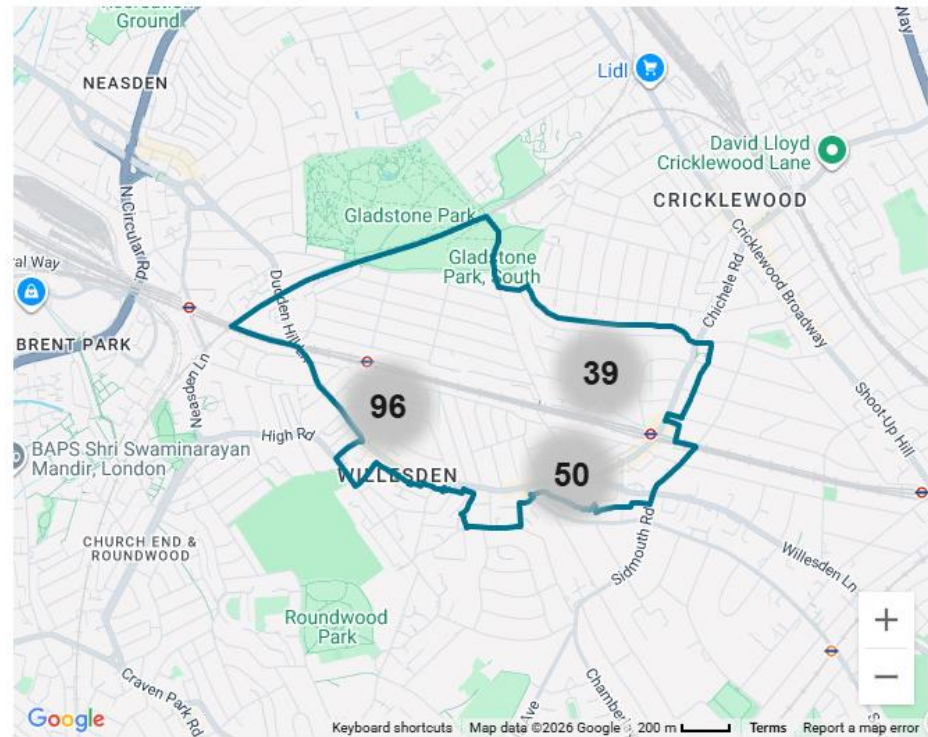 Recreation
Ground
Way
NEASDEN
Lidl
David Lloyd
Cricklewood Lane
CRICKLEWOOD
N Circular Rd
Gladstone Park
Gladstone
Park, South
Cricklewood Broadway
Chichele Rd
ral Way
Dudden Hill Ln
BRENT PARK
39
96
Neasden Ln
Shoot-Up Hill
High Rd
BAPS Shri Swaminarayan
Mandir, London
WILLESDEN
50
CHURCH END &
ROUNDWOOD
Sidmouth Rd
Willesden Ln
Roundwood
Park
+
−
Craven Park Rd
Chamber
Ave
Google
Keyboard shortcuts Map data ©2026 Google 200 m Terms Report a map error